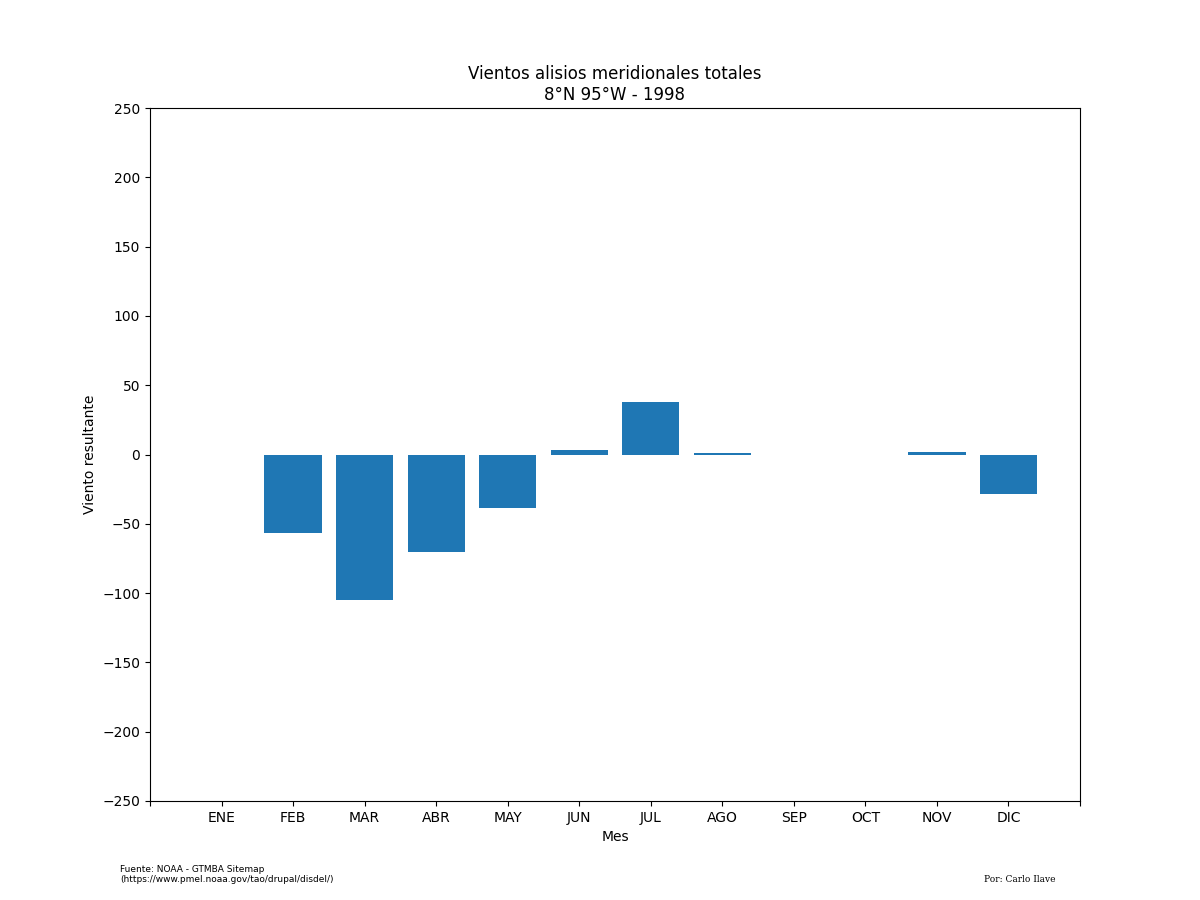 Vientos alisios meridionales totales
8°N 95°W - 1998
250
200
150
100
50
0
−50
−100
−150
−200
−250
Viento resultante
ENE FEB MAR ABR MAY JUN JUL AGO SEP OCT NOV DIC
Mes
Fuente: NOAA - GTMBA Sitemap
(https://www.pmel.noaa.gov/tao/drupal/disdel/)
Por: Carlo Ilave